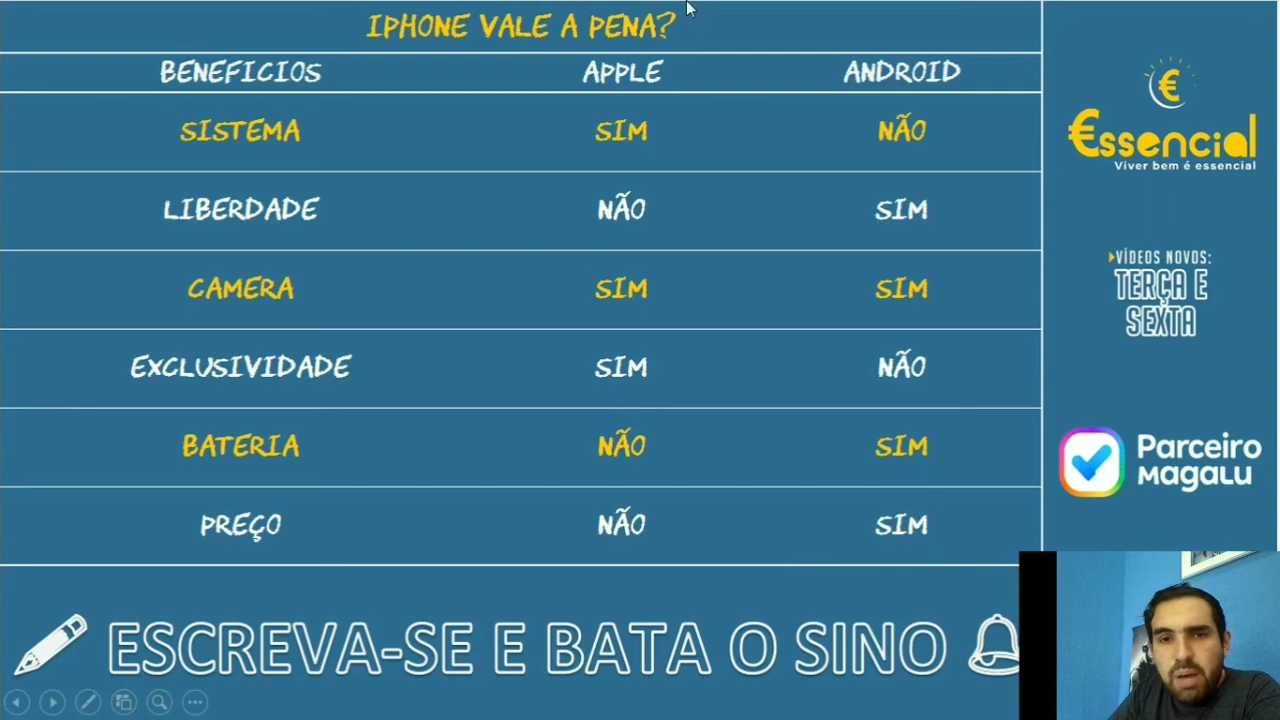 IPHONE VALE A PENA?
BENEFICIOS APPLE ANDROID
SISTEMA SIM NÃO
LIBERDADE NÃO SIM
CAMERA SIM SIM
EXCLUSIVIDADE SIM NÃO
BATERIA NÃO SIM
PREÇO NÃO SIM
ESCREVA-SE E BATA O SINO
€
€ssencial
Viver bem é essencial
VÍDEOS NOVOS:
TERÇA E
SEXTA
Parceiro
Magalu